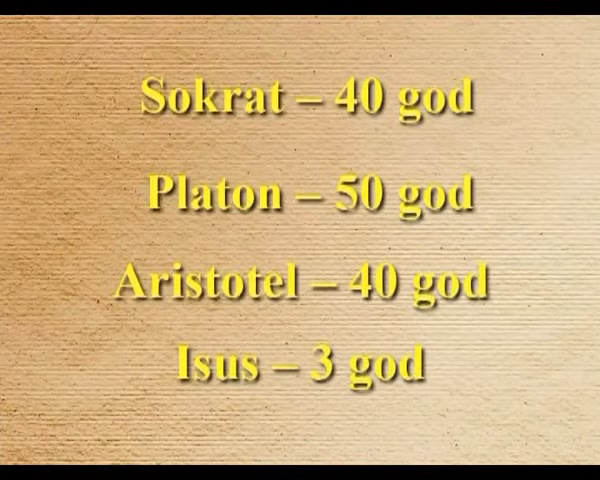 Sokrat – 40 god
Platon – 50 god
Aristotel – 40 god
Isus – 3 god